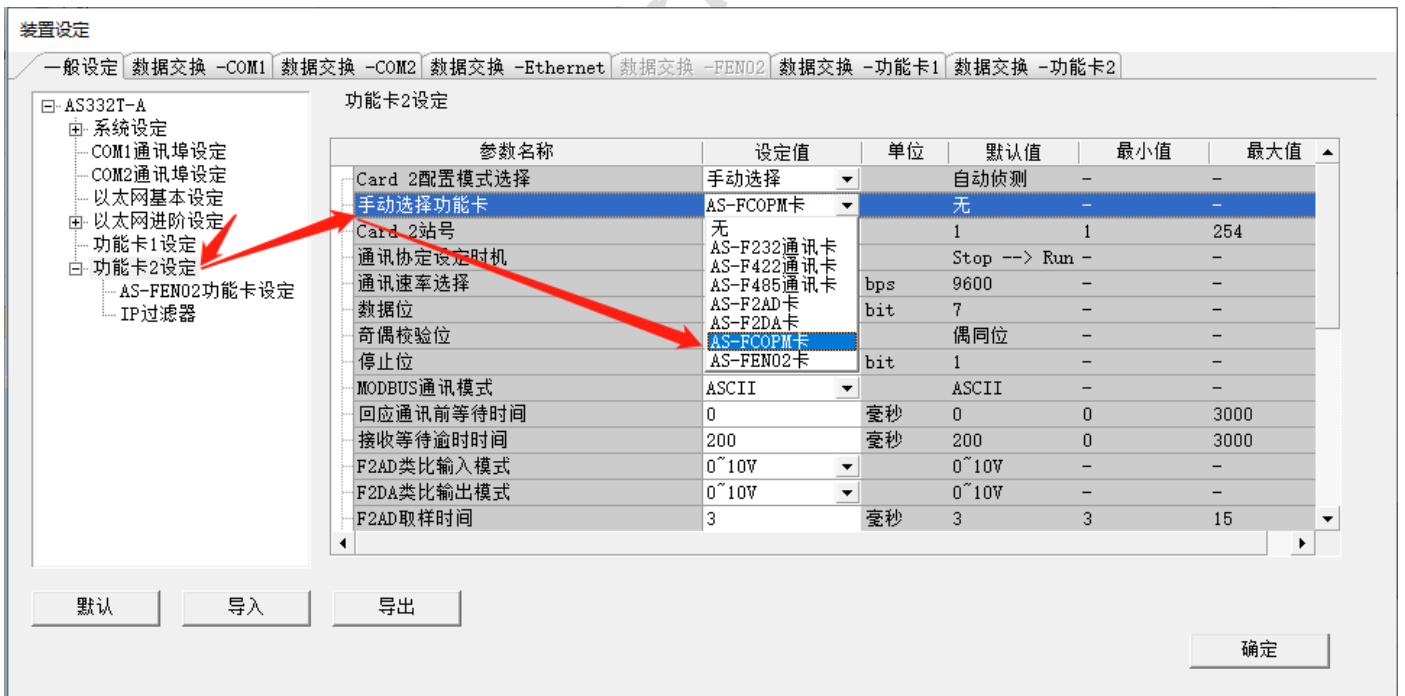 装置设定
一般设定 数据交换 -COM1 数据交换 -COM2 数据交换 -Ethernet 数据交换 -FEN02 数据交换 -功能卡1 数据交换 -功能卡2
AS332T-A
系统设定
COM1通讯埠设定
COM2通讯埠设定
以太网基本设定
以太网进阶设定
功能卡1设定
功能卡2设定
AS-FEN02功能卡设定
IP过滤器
功能卡2设定
参数名称 设定值 单位 默认值 最小值 最大值
Card 2配置模式选择 手动选择 自动侦测 - -
手动选择功能卡 AS-FCOPM卡 无 - -
Card 2站号 1 1 254
通讯协定设定时机 Stop --> Run - -
通讯速率选择 bps 9600 - -
数据位 bit 7 - -
奇偶校验位 偶同位 - -
停止位 bit 1 - -
MODBUS通讯模式 ASCII ASCII - -
回应通讯前等待时间 0 毫秒 0 0 3000
接收等待逾时时间 200 毫秒 200 0 3000
F2AD类比输入模式 0~10V 0~10V - -
F2DA类比输出模式 0~10V 0~10V - -
F2AD取样时间 3 毫秒 3 3 15
无
AS-F232通讯卡
AS-F422通讯卡
AS-F485通讯卡
AS-F2AD卡
AS-F2DA卡
AS-FCOPM卡
AS-FEN02卡
默认 导入 导出
确定